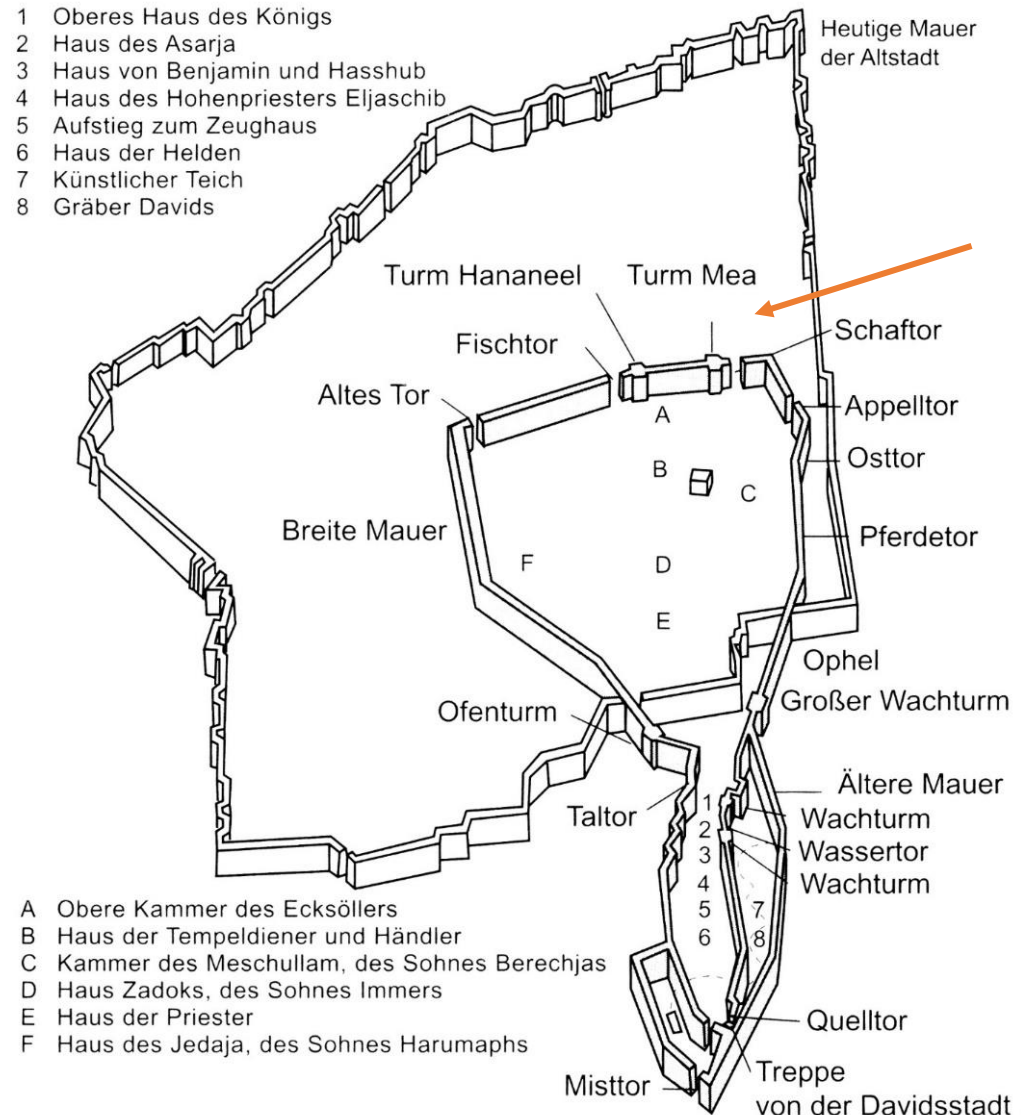 1 Oberes Haus des Königs
2 Haus des Asarja
3 Haus von Benjamin und Hasshub
4 Haus des Hohenpriesters Eljaschib
5 Aufstieg zum Zeughaus
6 Haus der Helden
7 Künstlicher Teich
8 Gräber Davids
Heutige Mauer
der Altstadt
Turm Hananeel
Turm Mea
Fischtor
Schaftor
Altes Tor
Appelltor
Osttor
Breite Mauer
Pferdetor
A
B
C
F
D
E
Ophel
Großer Wachturm
Ofenturm
Ältere Mauer
Taltor
Wachturm
Wassertor
Wachturm
1
2
3
4
5
6
7
8
A Obere Kammer des Ecksöllers
B Haus der Tempeldiener und Händler
C Kammer des Meschullam, des Sohnes Berechjas
D Haus Zadoks, des Sohnes Immers
E Haus der Priester
F Haus des Jedaja, des Sohnes Harumaphs
Quelltor
Misttor
Treppe
von der Davidsstadt